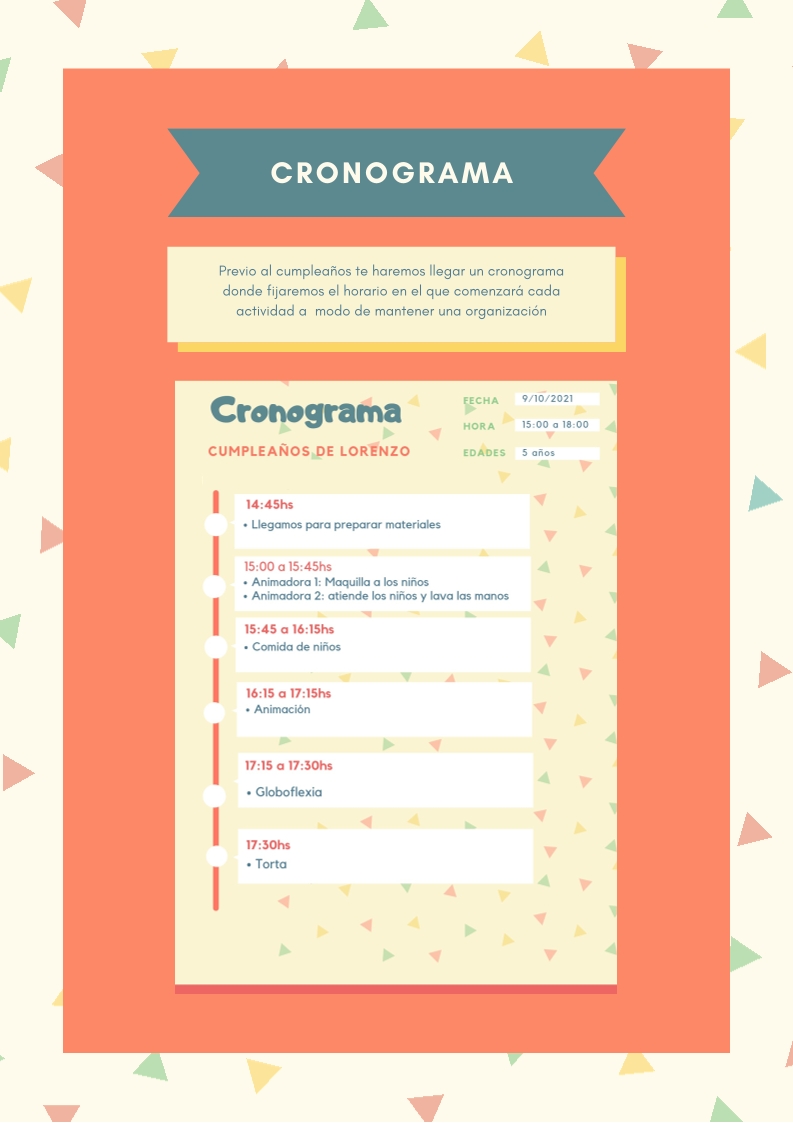 CRONOGRAMA
Previo al cumpleaños te haremos llegar un cronograma
donde fijaremos el horario en el que comenzará cada
actividad a modo de mantener una organización
Cronograma
CUMPLEAÑOS DE LORENZO
FECHA 9/10/2021
HORA 15:00 a 18:00
EDADES 5 años
14:45hs
• Llegamos para preparar materiales
15:00 a 15:45hs
• Animadora 1: Maquilla a los niños
• Animadora 2: atiende los niños y lava las manos
15:45 a 16:15hs
• Comida de niños
16:15 a 17:15hs
• Animación
17:15 a 17:30hs
• Globoflexia
17:30hs
• Torta